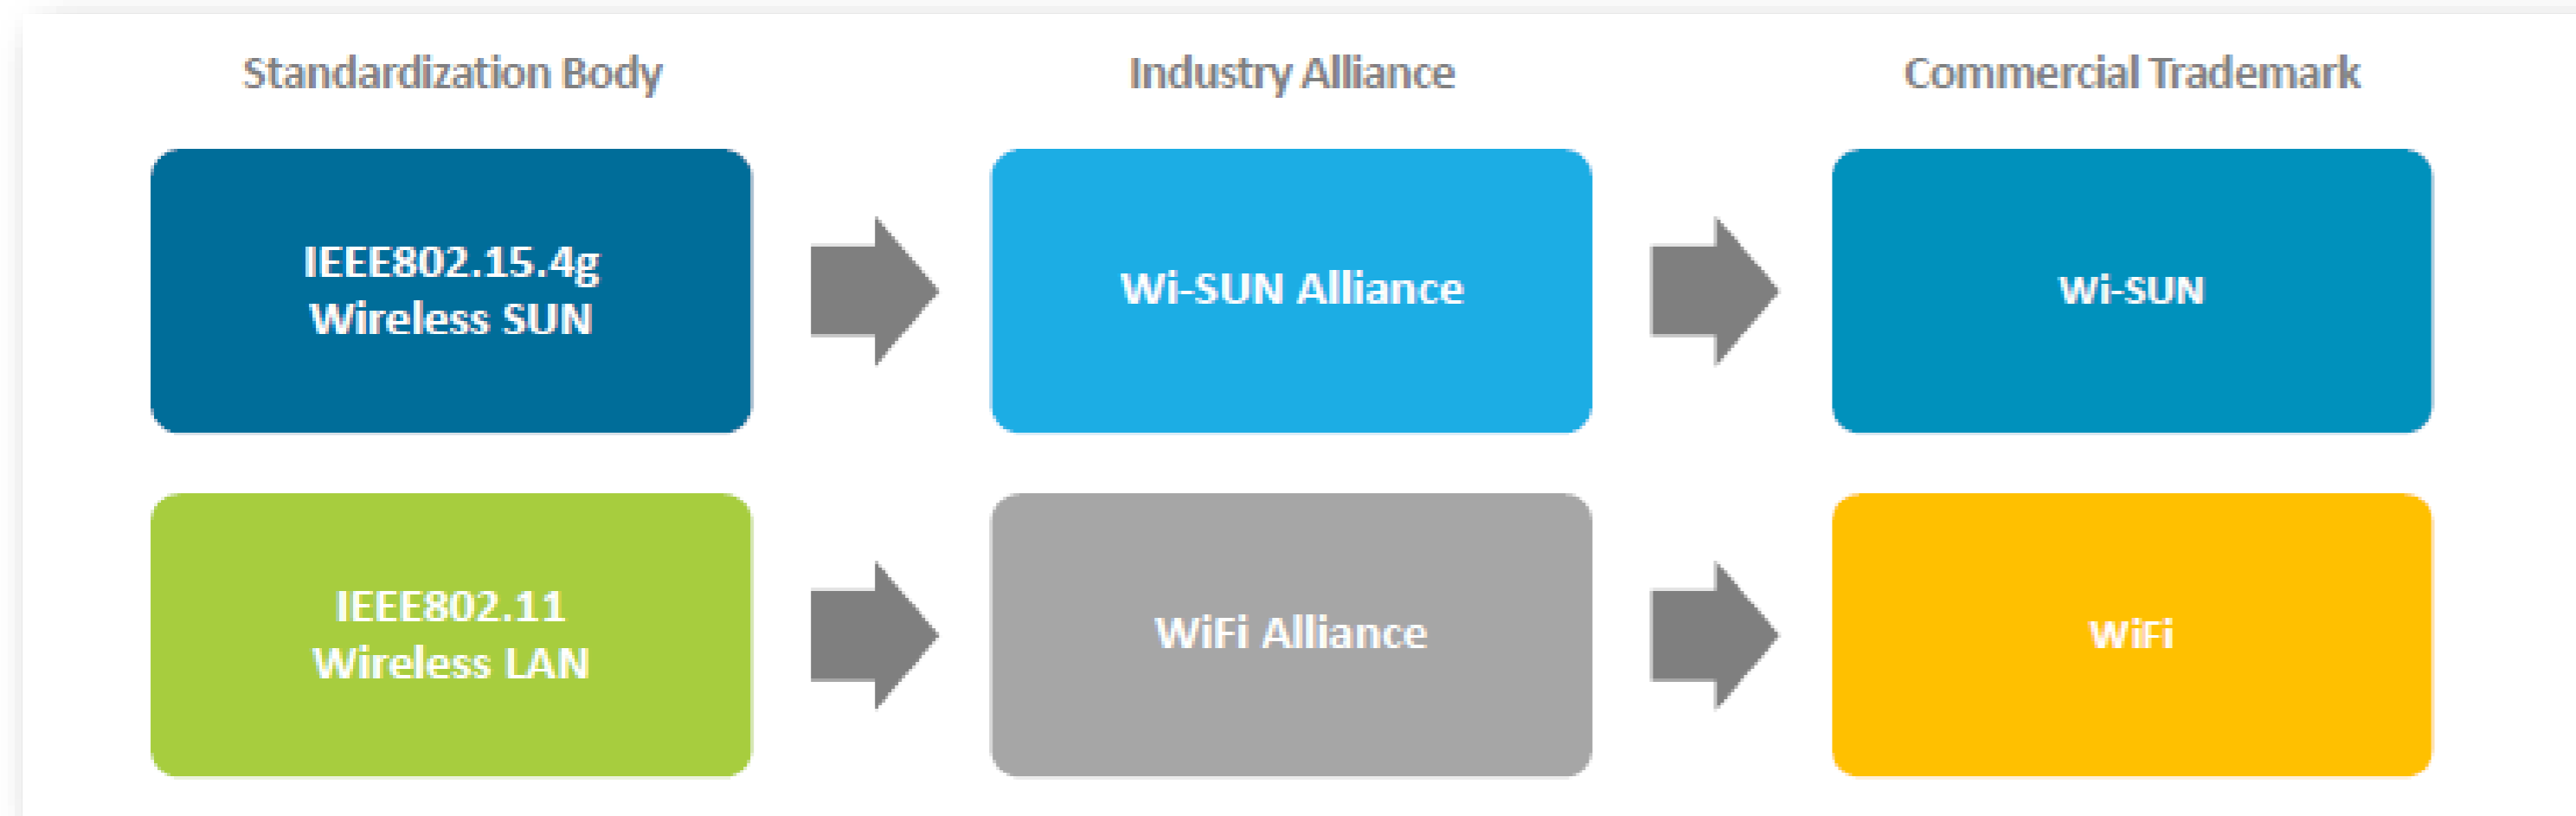 Standardization Body
Industry Alliance
Commercial Trademark
IEEE802.15.4g
Wireless SUN
Wi-SUN Alliance
Wi-SUN
IEEE802.11
Wireless LAN
WiFi Alliance
WiFi